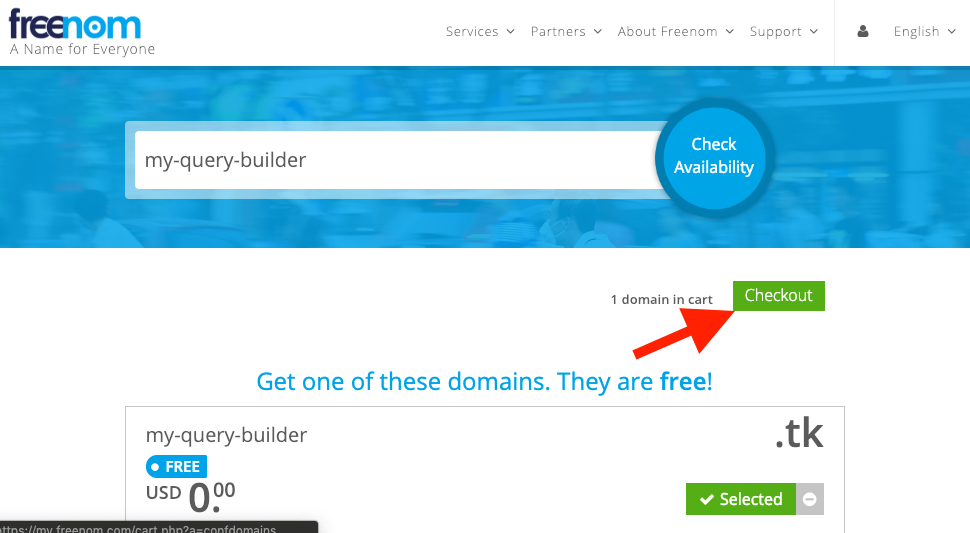 freenom
A Name for Everyone
Services Partners About Freenom Support English
my-query-builder
Check
Availability
1 domain in cart Checkout
Get one of these domains. They are free!
my-query-builder .tk
FREE
USD 0.00 Selected
https://my.freenom.com/cart.php?a=confdomains